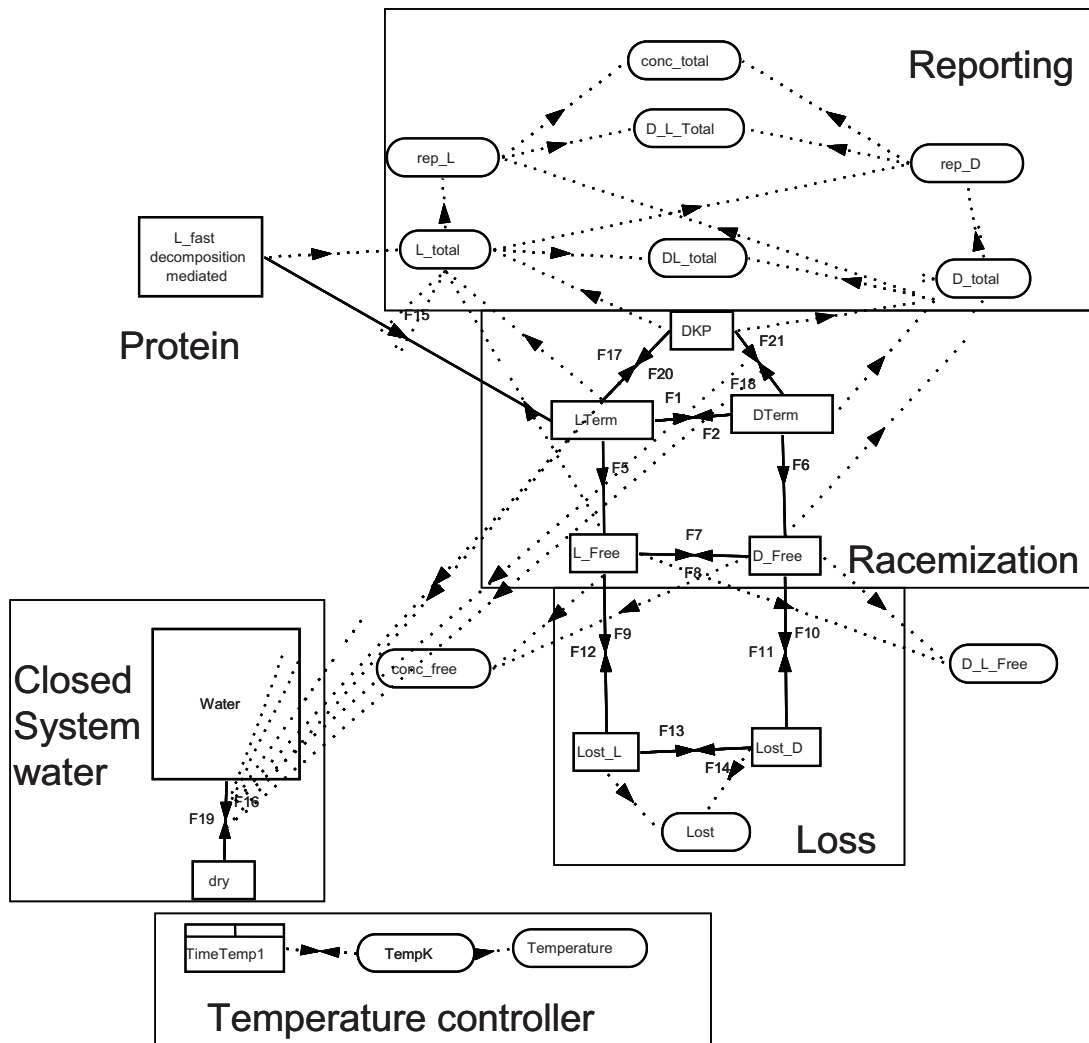 conc_total
Reporting
D_L_Total
rep_L
rep_D
L_fast
decomposition
mediated
L_total
DL_total
D_total
F15
Protein
DKP
F17
F21
F20
F18
F1
LTerm
DTerm
F2
F5
F6
F7
L_Free
D_Free
F8
Racemization
F9
F10
F12
F11
conc_free
D_L_Free
Closed
System
water
Water
F13
Lost_L
Lost_D
F14
F16
F19
Lost
Loss
dry
TimeTemp1
TempK
Temperature
Temperature controller